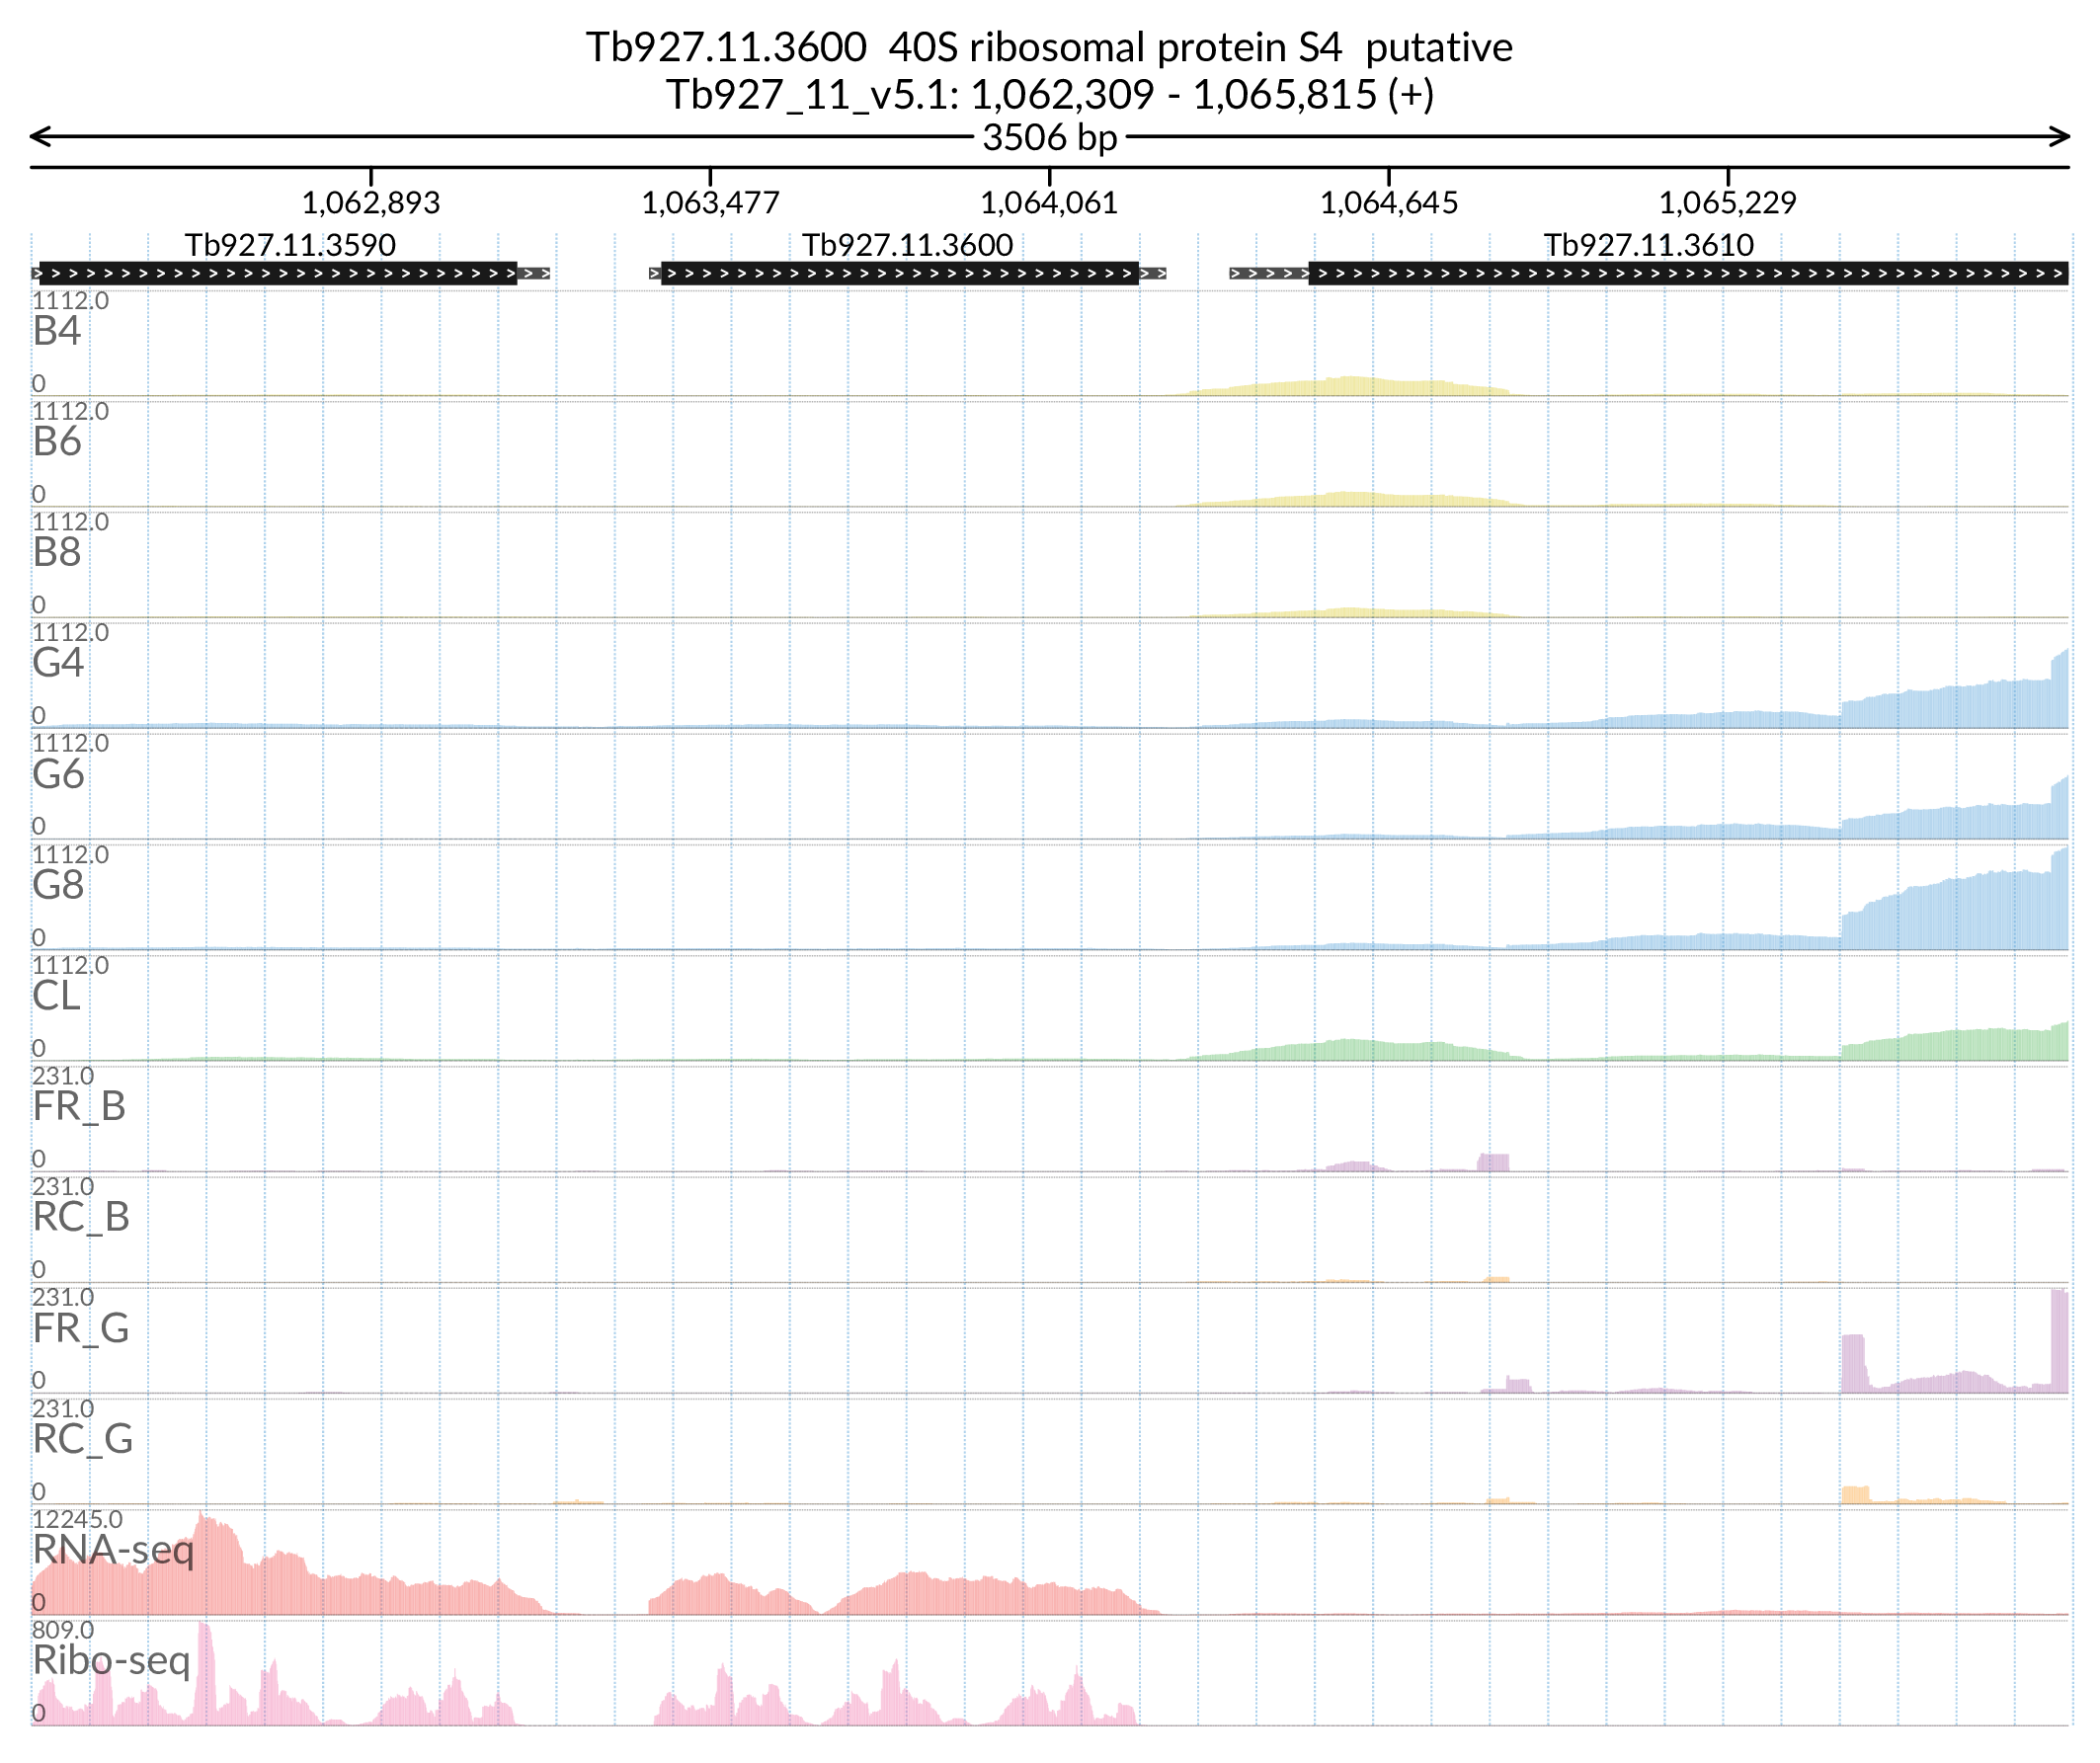 Tb927.11.3600 40S ribosomal protein S4 putative
Tb927_11_v5.1: 1,062,309 - 1,065,815 (+)
3506 bp
1,062,893 1,063,477 1,064,061 1,064,645 1,065,229
Tb927.11.3590 Tb927.11.3600 Tb927.11.3610
1112.0
B4
0
1112.0
B6
0
1112.0
B8
0
1112.0
G4
0
1112.0
G6
0
1112.0
G8
0
1112.0
CL
0
231.0
FR_B
0
231.0
RC_B
0
231.0
FR_G
0
231.0
RC_G
0
12245.0
RNA-seq
0
809.0
Ribo-seq
0